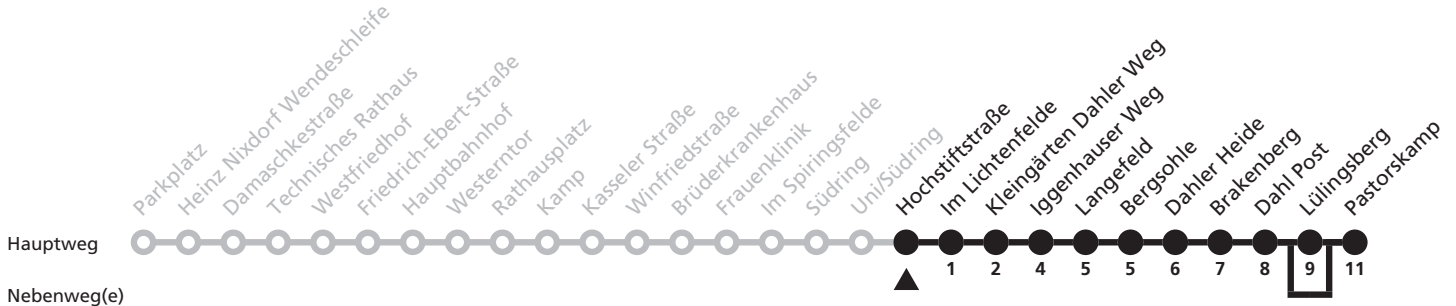 Parkplatz
Heinz Nixdorf Wendeschleife
Damaschkestraße
Technisches Rathaus
Westfriedhof
Friedrich-Ebert-Straße
Hauptbahnhof
Westerntor
Rathausplatz
Kamp
Kasseler Straße
Winfriedstraße
Brüderkrankenhaus
Frauenklinik
Im Spiringsfelde
Südring
Uni/Südring
Hochstiftstraße
Im Lichtenfelde
Kleingärten Dahler Weg
Iggenhauser Weg
Langefeld
Bergsohle
Dahler Heide
Brakenberg
Dahl Post
Lülingsberg
Pastorskamp
Hauptweg
1 2 4 5 5 6 7 8 9 11
Nebenweg(e)